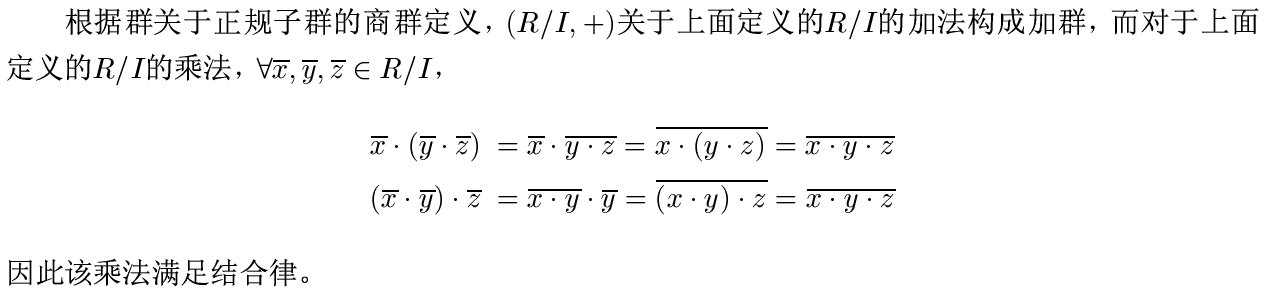 根据群关于正规子群的商群定义，(R/I, +)关于上面定义的R/I的加法构成加群，而对于上面
定义的R/I的乘法，∀x̅, y̅, z̅ ∈ R/I，
x̅ · (y̅ · z̅) = x̅ · \overline{y · z} = \overline{x · (y · z)} = \overline{x · y · z}
(x̅ · y̅) · z̅ = \overline{x · y} · y̅ = \overline{(x · y) · z} = \overline{x · y · z}
因此该乘法满足结合律。